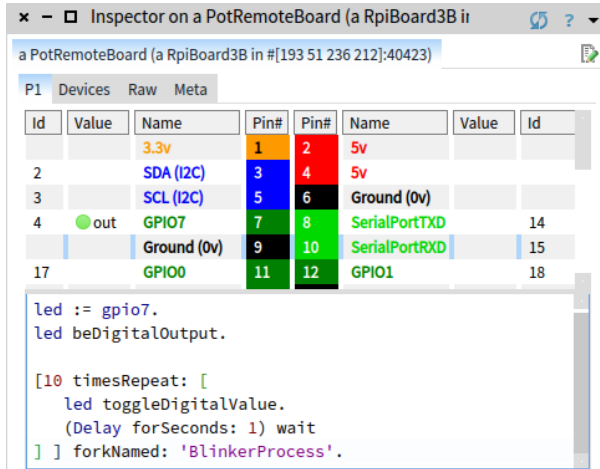 Inspector on a PotRemoteBoard (a RpiBoard3B in
a PotRemoteBoard (a RpiBoard3B in #[193 51 236 212]:40423)
P1 Devices Raw Meta
Id Value Name Pin# Pin# Name Value Id
3.3v 1 2 5v
2 SDA (I2C) 3 4 5v
3 SCL (I2C) 5 6 Ground (0v)
4 out GPIO7 7 8 SerialPortTXD 14
Ground (0v) 9 10 SerialPortRXD 15
17 GPIO0 11 12 GPIO1 18
led := gpio7.
led beDigitalOutput.
[10 timesRepeat: [
led toggleDigitalValue.
(Delay forSeconds: 1) wait
] ] forkNamed: 'BlinkerProcess'.